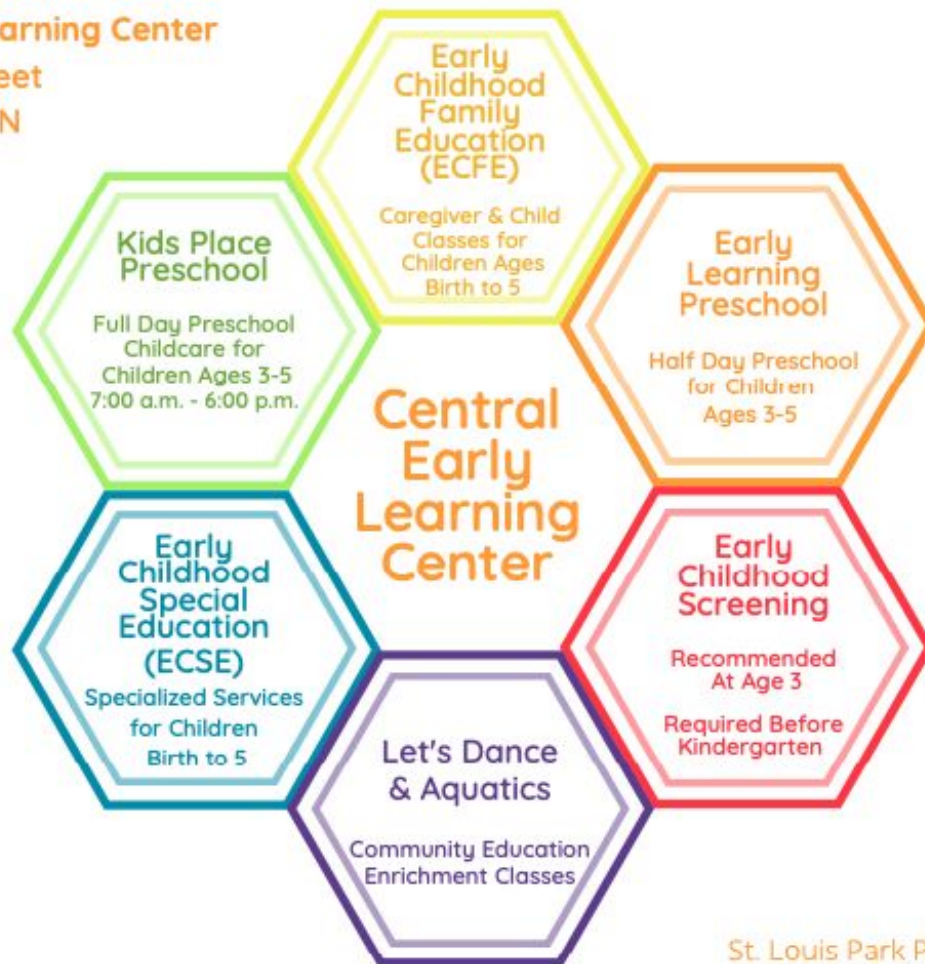 arning Center
eet
N
Early
Childhood
Family
Education
(ECFE)
Caregiver & Child
Classes for
Children Ages
Birth to 5
Kids Place
Preschool
Full Day Preschool
Childcare for
Children Ages 3-5
7:00 a.m. - 6:00 p.m.
Early
Learning
Preschool
Half Day Preschool
for Children
Ages 3-5
Central
Early
Learning
Center
Early
Childhood
Special
Education
(ECSE)
Specialized Services
for Children
Birth to 5
Early
Childhood
Screening
Recommended
At Age 3
Required Before
Kindergarten
Let's Dance
& Aquatics
Community Education
Enrichment Classes
St. Louis Park P